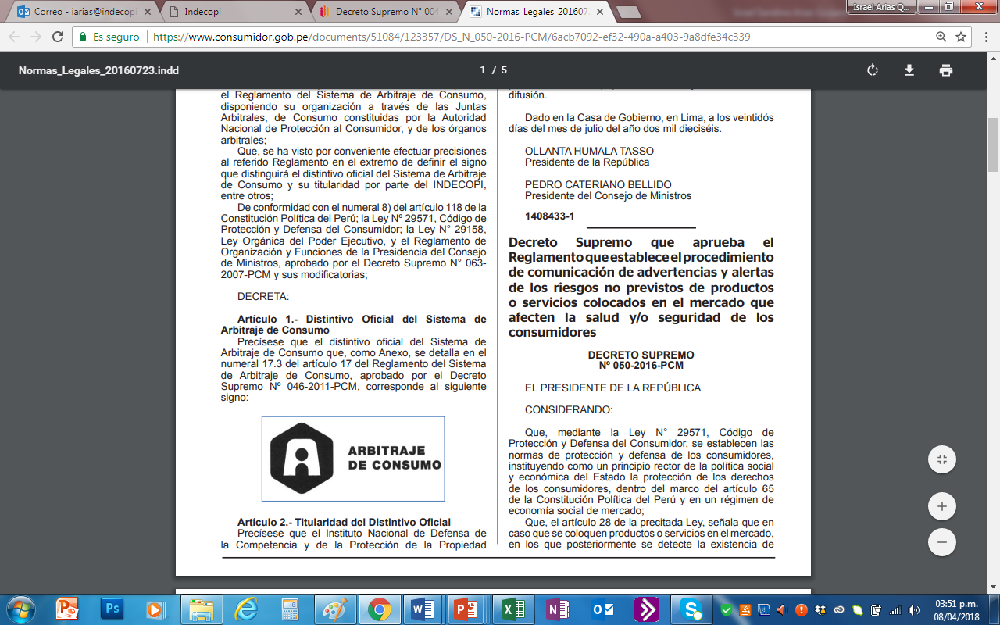 Correo - iarias@indecopi
Indecopi
Decreto Supremo N° 004
Normas_Legales_201607
Israel Arias Q...
Es seguro
https://www.consumidor.gob.pe/documents/51084/123357/DS_N_050-2016-PCM/6acb7092-ef32-490a-a403-9a8dfe34c339
Normas_Legales_20160723.indd
1 / 5
el Reglamento del Sistema de Arbitraje de Consumo,
disponiendo su organización a través de las Juntas
Arbitrales, de Consumo constituidas por la Autoridad
Nacional de Protección al Consumidor, y de los órganos
arbitrales;
Que, se ha visto por conveniente efectuar precisiones
al referido Reglamento en el extremo de definir el signo
que distinguirá el distintivo oficial del Sistema de Arbitraje
de Consumo y su titularidad por parte del INDECOPI,
entre otros;
De conformidad con el numeral 8) del artículo 118 de la
Constitución Política del Perú; la Ley Nº 29571, Código de
Protección y Defensa del Consumidor; la Ley N° 29158,
Ley Orgánica del Poder Ejecutivo, y el Reglamento de
Organización y Funciones de la Presidencia del Consejo
de Ministros, aprobado por el Decreto Supremo N° 063-
2007-PCM y sus modificatorias;
DECRETA:
Artículo 1.- Distintivo Oficial del Sistema de
Arbitraje de Consumo
Precísese que el distintivo oficial del Sistema de
Arbitraje de Consumo que, como Anexo, se detalla en el
numeral 17.3 del artículo 17 del Reglamento del Sistema
de Arbitraje de Consumo, aprobado por el Decreto
Supremo Nº 046-2011-PCM, corresponde al siguiente
signo:
ARBITRAJE
DE CONSUMO
Artículo 2.- Titularidad del Distintivo Oficial
Precísese que el Instituto Nacional de Defensa de
la Competencia y de la Protección de la Propiedad
difusión.
Dado en la Casa de Gobierno, en Lima, a los veintidós
días del mes de julio del año dos mil dieciséis.
OLLANTA HUMALA TASSO
Presidente de la República
PEDRO CATERIANO BELLIDO
Presidente del Consejo de Ministros
1408433-1
Decreto Supremo que aprueba el
Reglamento que establece el procedimiento
de comunicación de advertencias y alertas
de los riesgos no previstos de productos
o servicios colocados en el mercado que
afecten la salud y/o seguridad de los
consumidores
DECRETO SUPREMO
Nº 050-2016-PCM
EL PRESIDENTE DE LA REPÚBLICA
CONSIDERANDO:
Que, mediante la Ley N° 29571, Código de
Protección y Defensa del Consumidor, se establecen las
normas de protección y defensa de los consumidores,
instituyendo como un principio rector de la política social
y económica del Estado la protección de los derechos
de los consumidores, dentro del marco del artículo 65
de la Constitución Política del Perú y en un régimen de
economía social de mercado;
Que, el artículo 28 de la precitada Ley, señala que en
caso que se coloquen productos o servicios en el mercado,
en los que posteriormente se detecte la existencia de
03:51 p.m.
08/04/2018